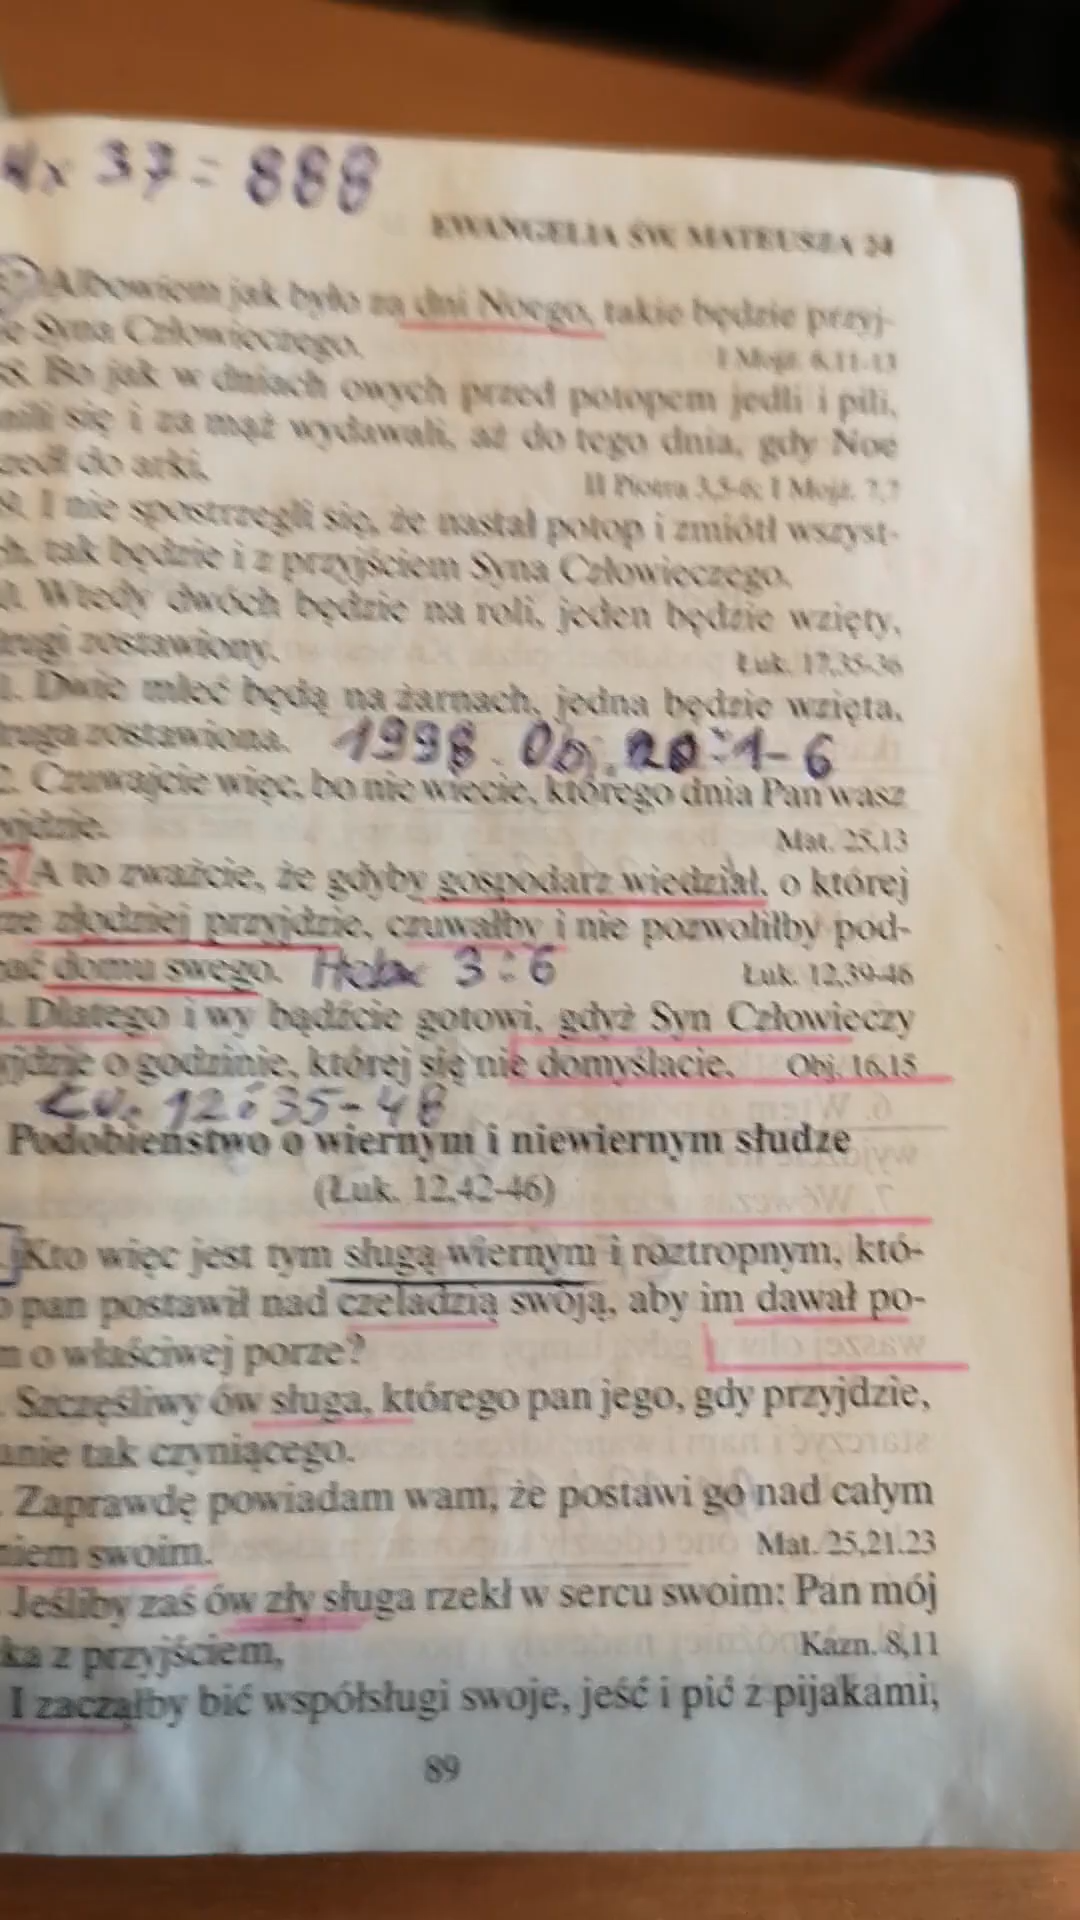 x 37 = 888
EWANGELIA ŚW. MATEUSZA 24
Albowiem jak było za dni Noego, takie będzie przyj-
Syna Człowieczego. I Mojż. 6,11-13
Bo jak w dniach owych przed potopem jedli i pili,
się i za mąż wydawali, aż do tego dnia, gdy Noe
do arki, II Piotra 3,5-6; I Mojż. 7,7
I nie spostrzegli się, że nastał potop i zmiótł wszyst-
tak będzie i z przyjściem Syna Człowieczego.
Wtedy dwóch będzie na roli, jeden będzie wzięty,
zostawiony. Łuk. 17,35-36
Dwie mleć będą na żarnach, jedna będzie wzięta,
zostawiona. 1998. Obj. 20:1-6
Czuwajcie więc, bo nie wiecie, którego dnia Pan wasz
Mat. 25,13
A to zważcie, że gdyby gospodarz wiedział, o której
złodziej przyjdzie, czuwałby i nie pozwoliłby pod-
domu swego. 3:6 Łuk. 12,39-46
Dlatego i wy bądźcie gotowi, gdyż Syn Człowieczy
o godzinie, której się nie domyślacie. Obj. 16,15
Łu. 12:35-48
Podobieństwo o wiernym i niewiernym słudze
(Łuk. 12,42-46)
Kto więc jest tym sługą wiernym i roztropnym, któ-
pan postawił nad czeladzią swoją, aby im dawał po-
o właściwej porze?
Szczęśliwy ów sługa, którego pan jego, gdy przyjdzie,
tak czyniącego.
Zaprawdę powiadam wam, że postawi go nad całym
swoim. Mat. 25,21.23
Jeśliby zaś ów zły sługa rzekł w sercu swoim: Pan mój
z przyjściem, Kazn. 8,11
I zacząłby bić współsługi swoje, jeść i pić z pijakami,
89